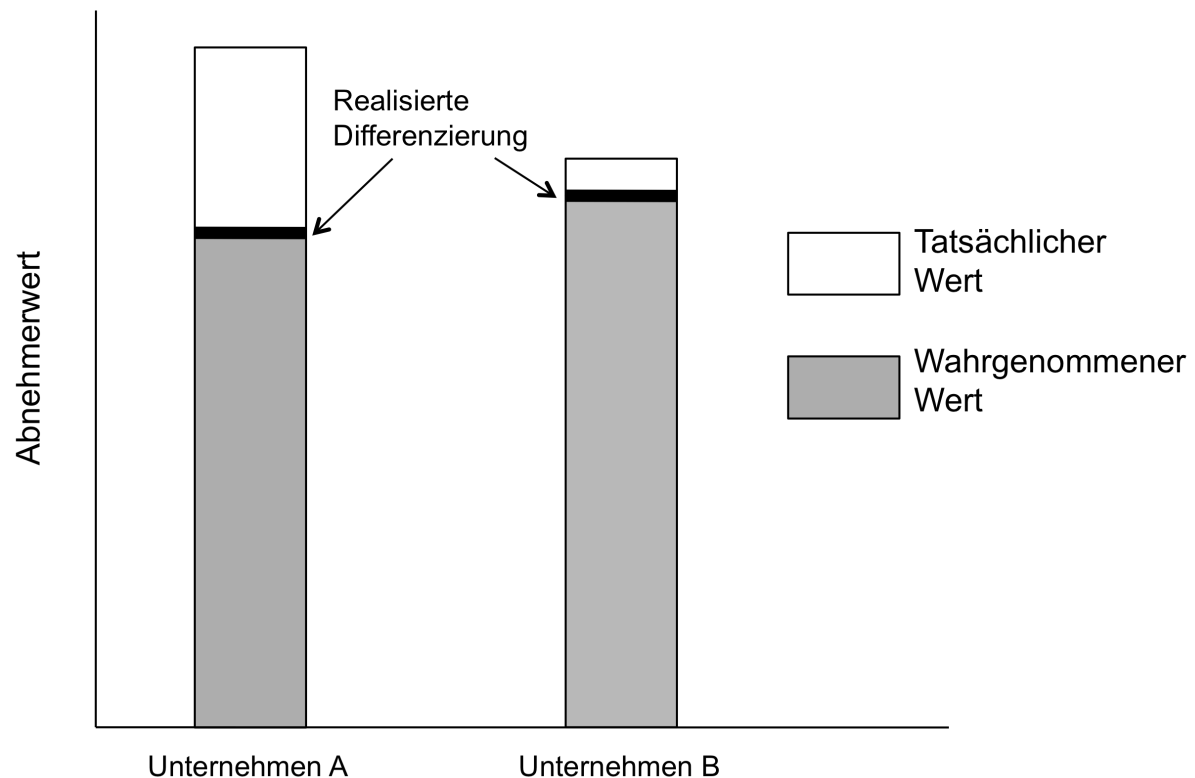 Realisierte
Differenzierung
Abnehmerwert
Tatsächlicher
Wert
Wahrgenommener
Wert
Unternehmen A
Unternehmen B